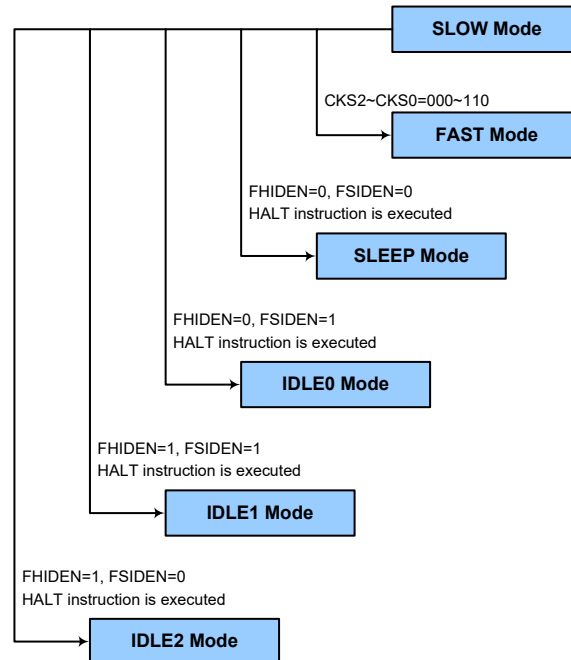 SLOW Mode
CKS2~CKS0=000~110
FAST Mode
FHIDEN=0, FSIDEN=0
HALT instruction is executed
SLEEP Mode
FHIDEN=0, FSIDEN=1
HALT instruction is executed
IDLE0 Mode
FHIDEN=1, FSIDEN=1
HALT instruction is executed
IDLE1 Mode
FHIDEN=1, FSIDEN=0
HALT instruction is executed
IDLE2 Mode